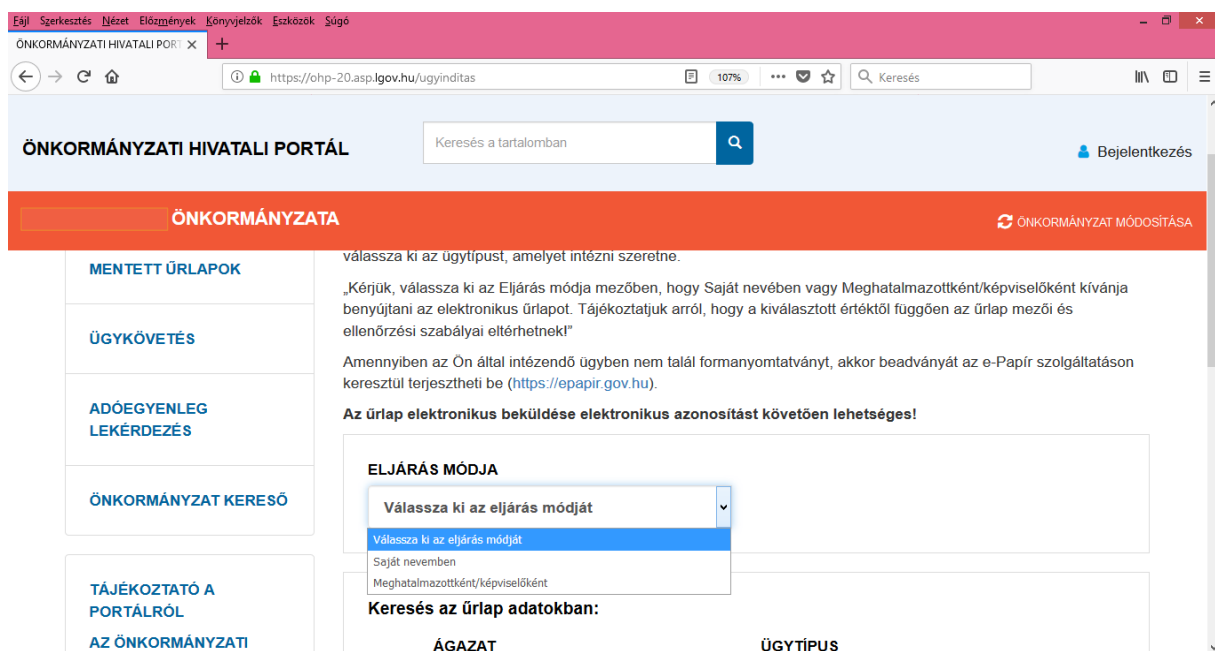 Fájl Szerkesztés Nézet Előzmények Könyvjelzők Eszközök Súgó
ÖNKORMÁNYZATI HIVATALI PORT
https://ohp-20.asp.lgov.hu/ugyinditas
107%
Keresés
ÖNKORMÁNYZATI HIVATALI PORTÁL
Keresés a tartalomban
Bejelentkezés
ÖNKORMÁNYZATA
ÖNKORMÁNYZAT MÓDOSÍTÁSA
MENTETT ŰRLAPOK
ÜGYKÖVETÉS
ADÓEGYENLEG
LEKÉRDEZÉS
ÖNKORMÁNYZAT KERESŐ
TÁJÉKOZTATÓ A
PORTÁLRÓL
AZ ÖNKORMÁNYZATI
válassza ki az ügytípust, amelyet intézni szeretne.
„Kérjük, válassza ki az Eljárás módja mezőben, hogy Saját nevében vagy Meghatalmazottként/képviselőként kívánja
benyújtani az elektronikus űrlapot. Tájékoztatjuk arról, hogy a kiválasztott értéktől függően az űrlap mezői és
ellenőrzési szabályai eltérhetnek!”
Amennyiben az Ön által intézendő ügyben nem talál formanyomtatványt, akkor beadványát az e-Papír szolgáltatáson
keresztül terjesztheti be (https://epapir.gov.hu).
Az űrlap elektronikus beküldése elektronikus azonosítást követően lehetséges!
ELJÁRÁS MÓDJA
Válassza ki az eljárás módját
Válassza ki az eljárás módját
Saját nevemben
Meghatalmazottként/képviselőként
Keresés az űrlap adatokban:
ÁGAZAT
ÜGYTÍPUS